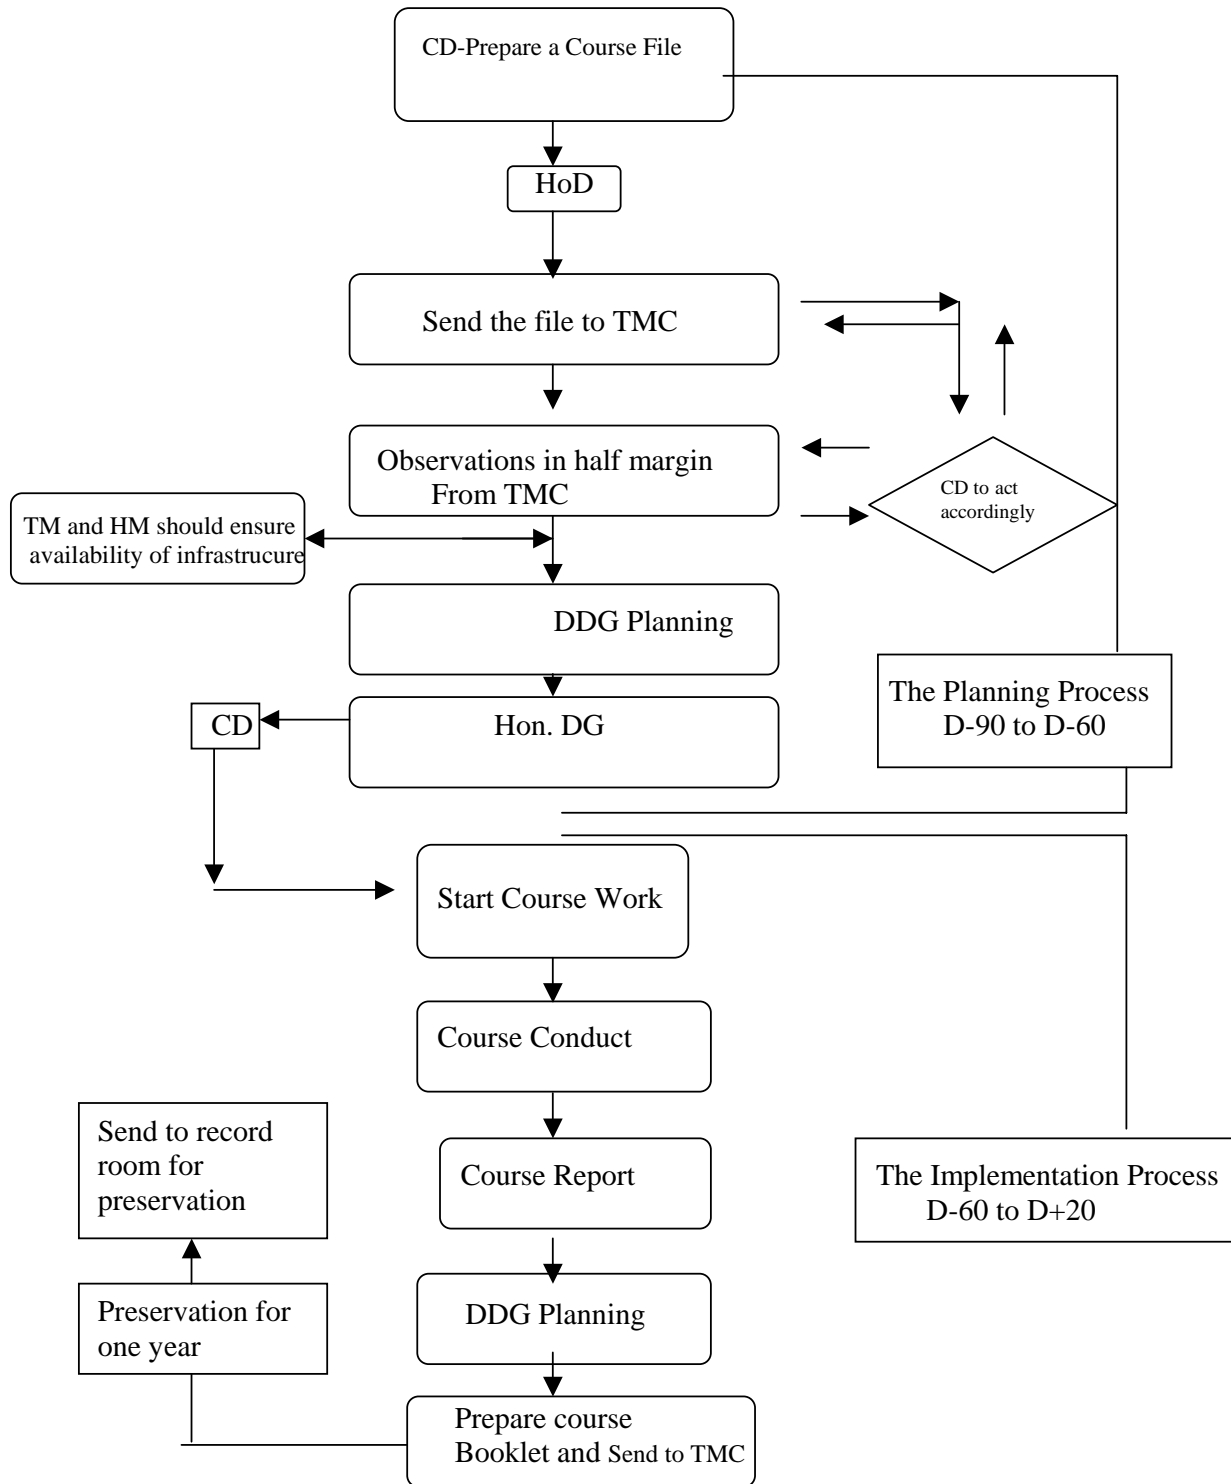 CD-Prepare a Course File
HoD
Send the file to TMC
Observations in half margin
From TMC
CD to act
accordingly
TM and HM should ensure
availability of infrastrucure
DDG Planning
The Planning Process
D-90 to D-60
CD
Hon. DG
Start Course Work
Course Conduct
Send to record
room for
preservation
Course Report
The Implementation Process
D-60 to D+20
Preservation for
one year
DDG Planning
Prepare course
Booklet and Send to TMC